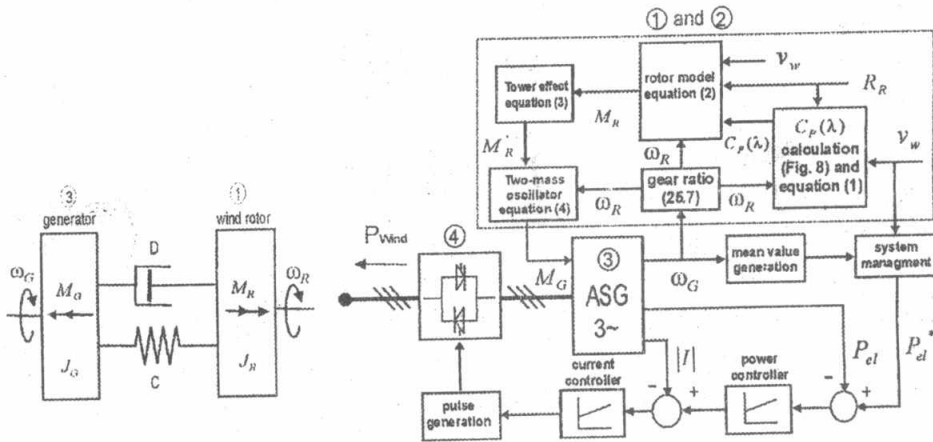 ① and ②
Tower effect
equation (3)
rotor model
equation (2)
v_w
R_R
M_R
C_P(λ)
C_P(λ)
calculation
(Fig. 8) and
equation (1)
v_w
M*_R
ω_R
Two-mass
oscillator
equation (4)
ω_R
gear ratio
(26.7)
ω_R
③
generator
①
wind rotor
D
ω_G
M_G
M_R
ω_R
J_G
J_R
C
P_Wind
④
M_G
③
ASG
3~
ω_G
mean value
generation
system
managment
|I|
P_el
P_el*
current
controller
power
controller
−
+
−
+
pulse
generation